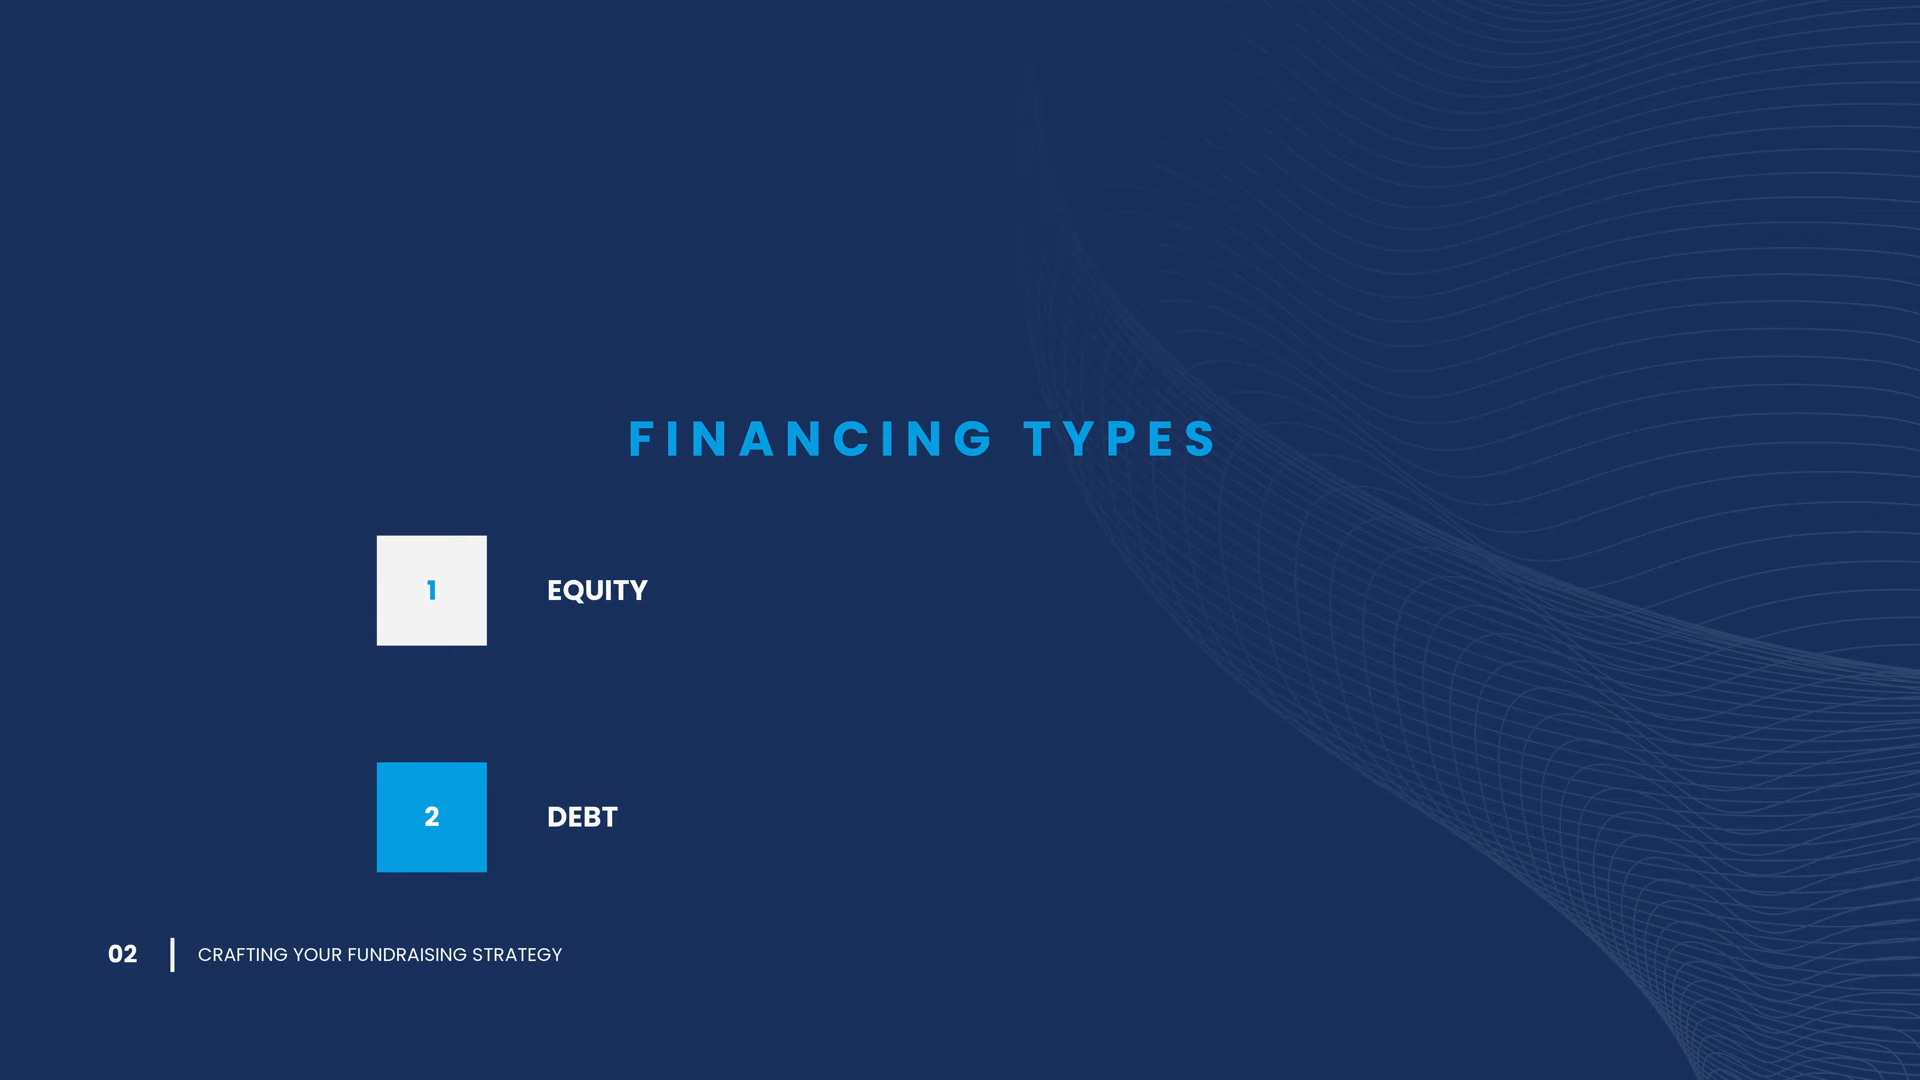 FINANCING TYPES
1 EQUITY
2 DEBT
02 CRAFTING YOUR FUNDRAISING STRATEGY